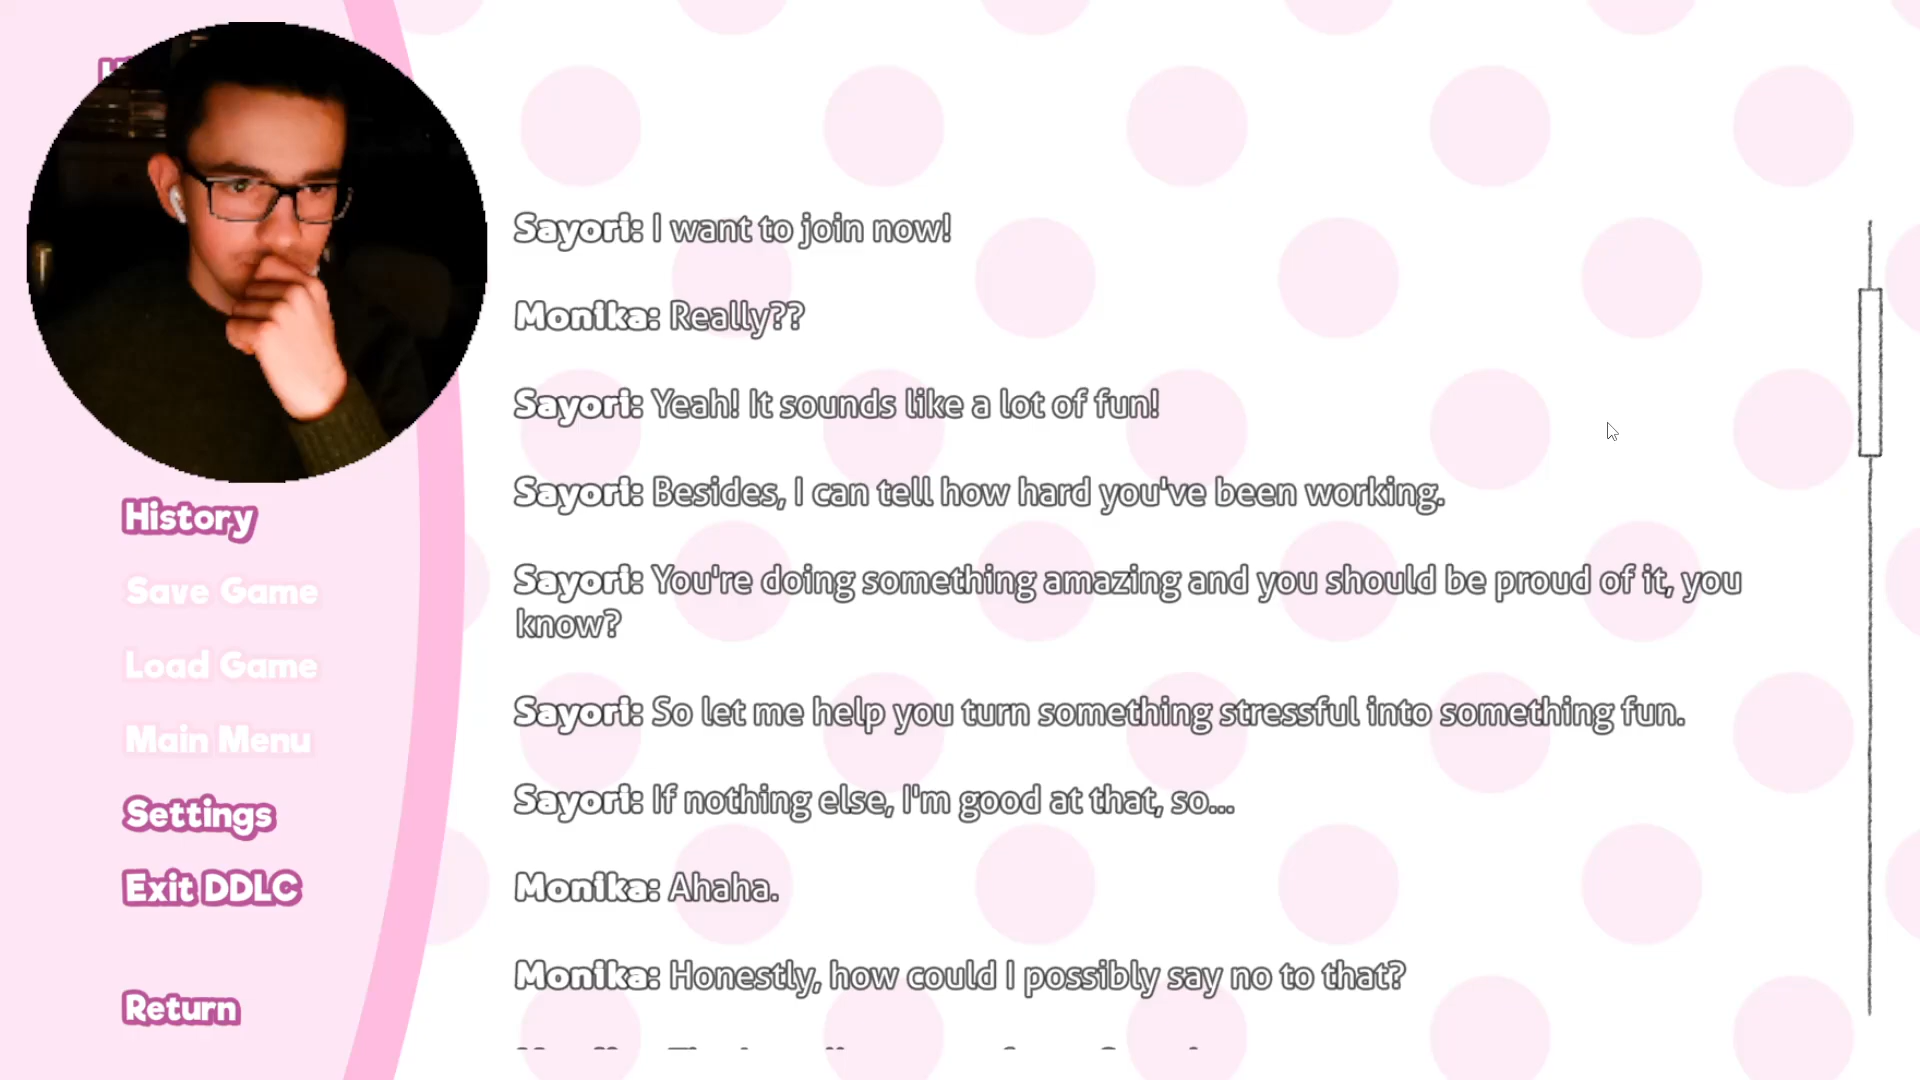 Sayori: I want to join now!
Monika: Really??
Sayori: Yeah! It sounds like a lot of fun!
Sayori: Besides, I can tell how hard you've been working.
Sayori: You're doing something amazing and you should be proud of it, you
know?
Sayori: So let me help you turn something stressful into something fun.
Sayori: If nothing else, I'm good at that, so...
Monika: Ahaha.
Monika: Honestly, how could I possibly say no to that?
History
Save Game
Load Game
Main Menu
Settings
Exit DDLC
Return